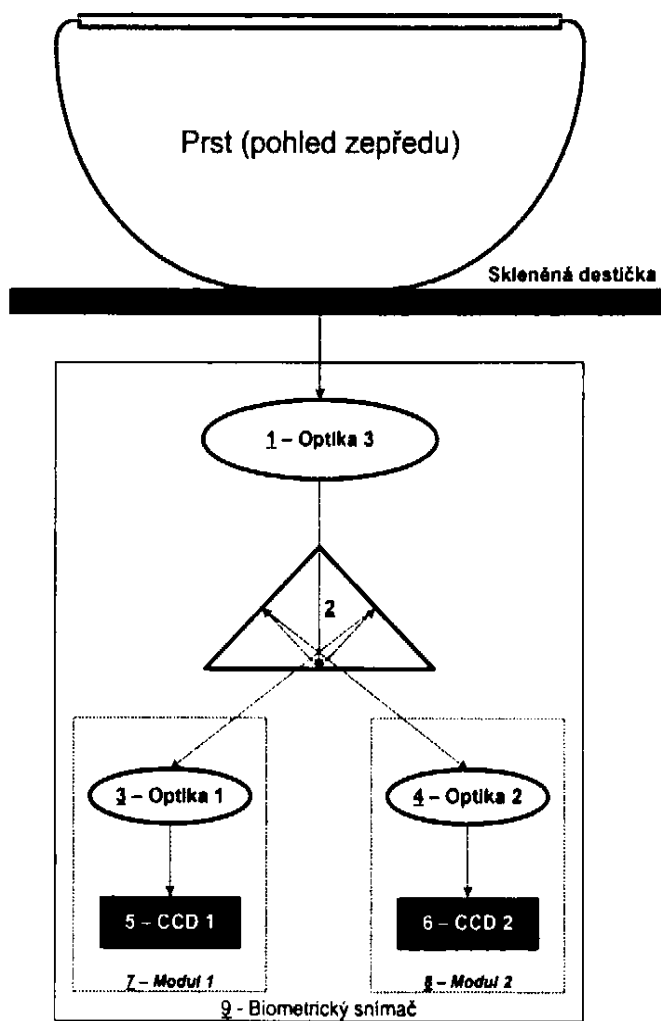 Prst (pohled zepředu)
Skleněná destička
1 – Optika 3
2
3 – Optika 1
4 – Optika 2
5 – CCD 1
6 – CCD 2
7 – Modul 1
8 – Modul 2
9 - Biometrický snímač